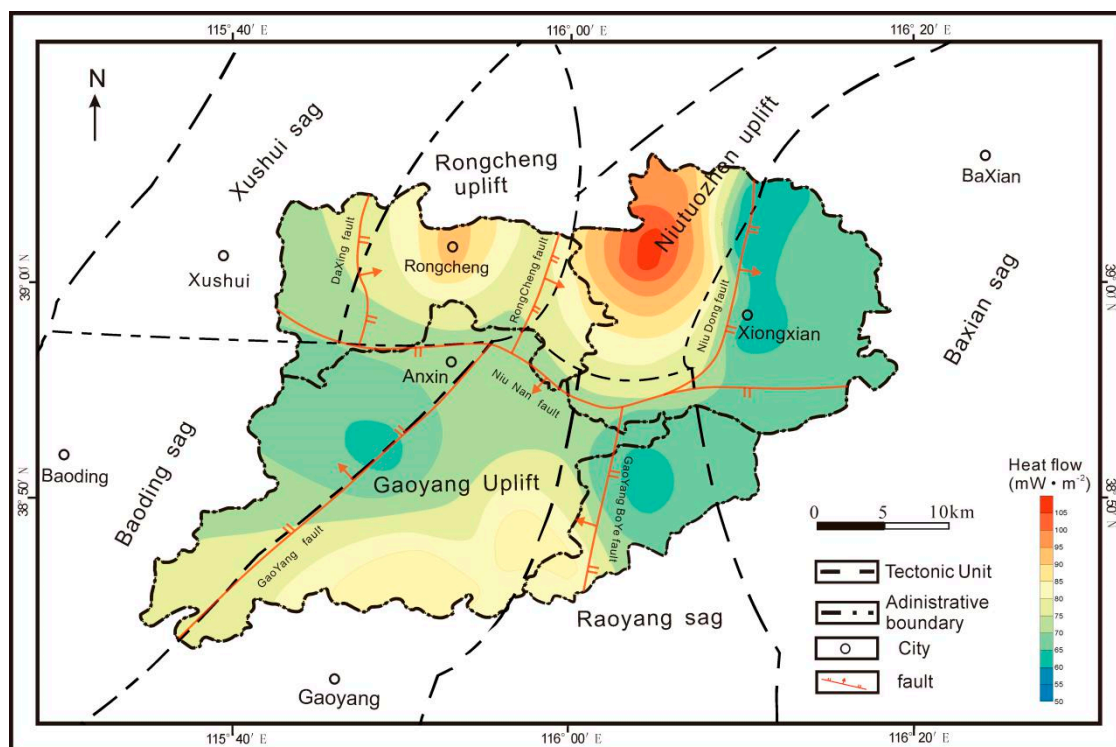 115°40′ E
116°00′ E
116°20′ E
N
Xushui sag
Rongcheng
uplift
Niutuozhen uplift
BaXian
DaXing fault
Rongcheng
RongCheng fault
Xushui
39°00′ N
39°00′ N
Niu Dong fault
Xiongxian
Baxian sag
Anxin
Niu Nan fault
Baoding
Baoding sag
38°50′ N
38°50′ N
Gaoyang Uplift
GaoYang BoYe fault
GaoYang fault
Raoyang sag
Gaoyang
Heat flow
(mW • m⁻²)
105
100
95
90
85
80
75
70
65
60
55
50
0 5 10km
Tectonic Unit
Adinistrative
boundary
City
fault
115°40′ E
116°00′ E
116°20′ E